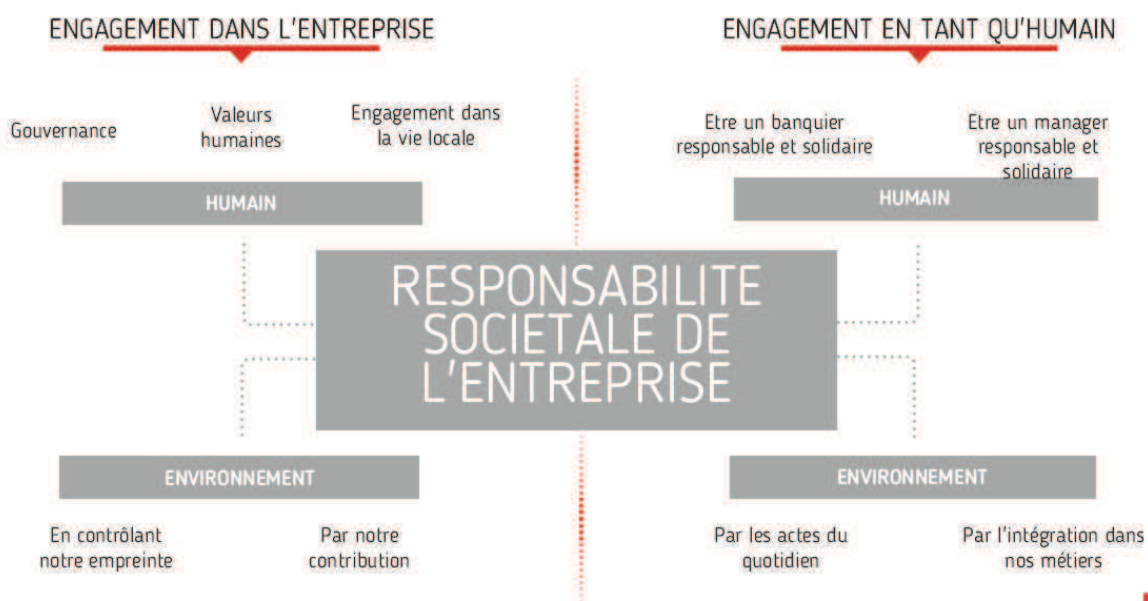 ENGAGEMENT DANS L'ENTREPRISE
Gouvernance
Valeurs
humaines
Engagement dans
la vie locale
HUMAIN
ENGAGEMENT EN TANT QU'HUMAIN
Etre un banquier
responsable et solidaire
Etre un manager
responsable et
solidaire
HUMAIN
RESPONSABILITE
SOCIETALE DE
L'ENTREPRISE
ENVIRONNEMENT
En contrôlant
notre empreinte
Par notre
contribution
ENVIRONNEMENT
Par les actes du
quotidien
Par l'intégration dans
nos métiers